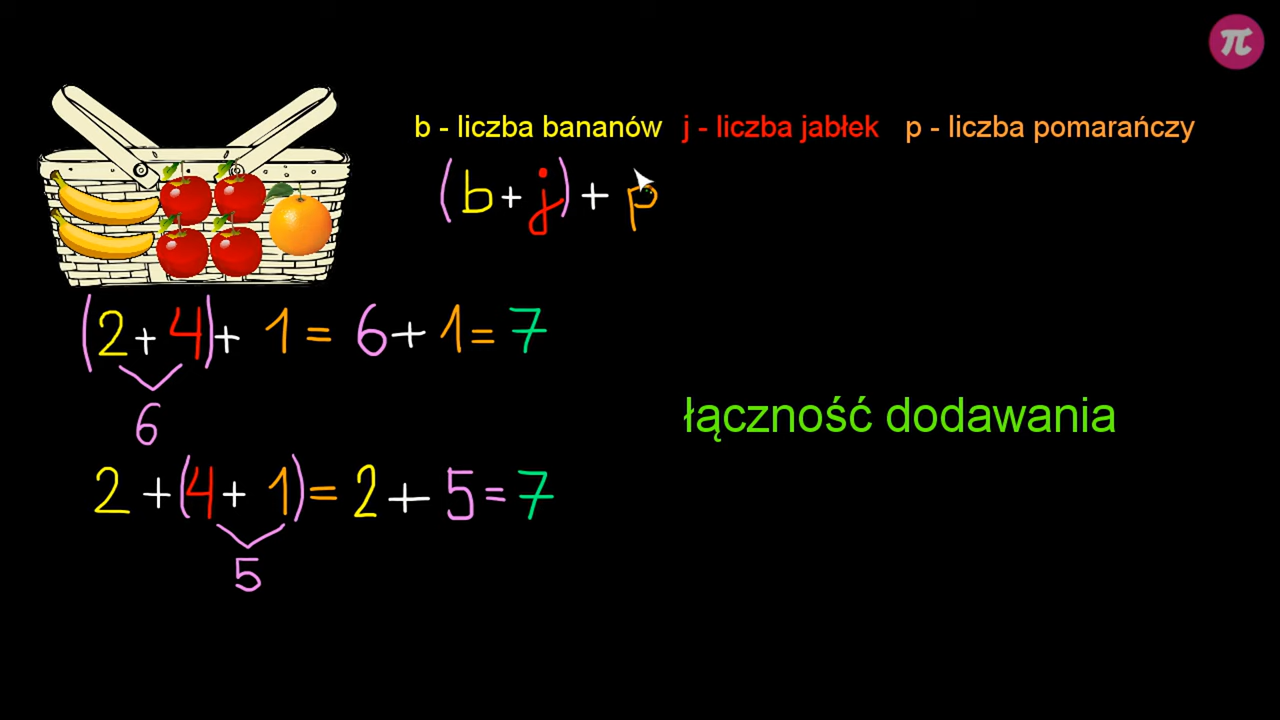 π
b - liczba bananów j - liczba jabłek p - liczba pomarańczy
(b + j) + p
(2 + 4) + 1 = 6 + 1 = 7
6
łączność dodawania
2 + (4 + 1) = 2 + 5 = 7
5